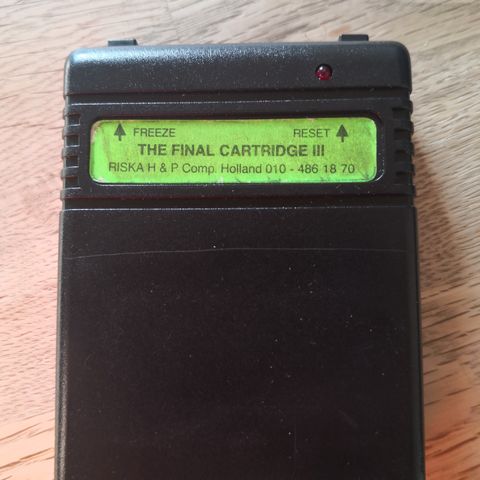 FREEZE RESET
THE FINAL CARTRIDGE III
RISKA H & P Comp. Holland 010 - 486 18 70